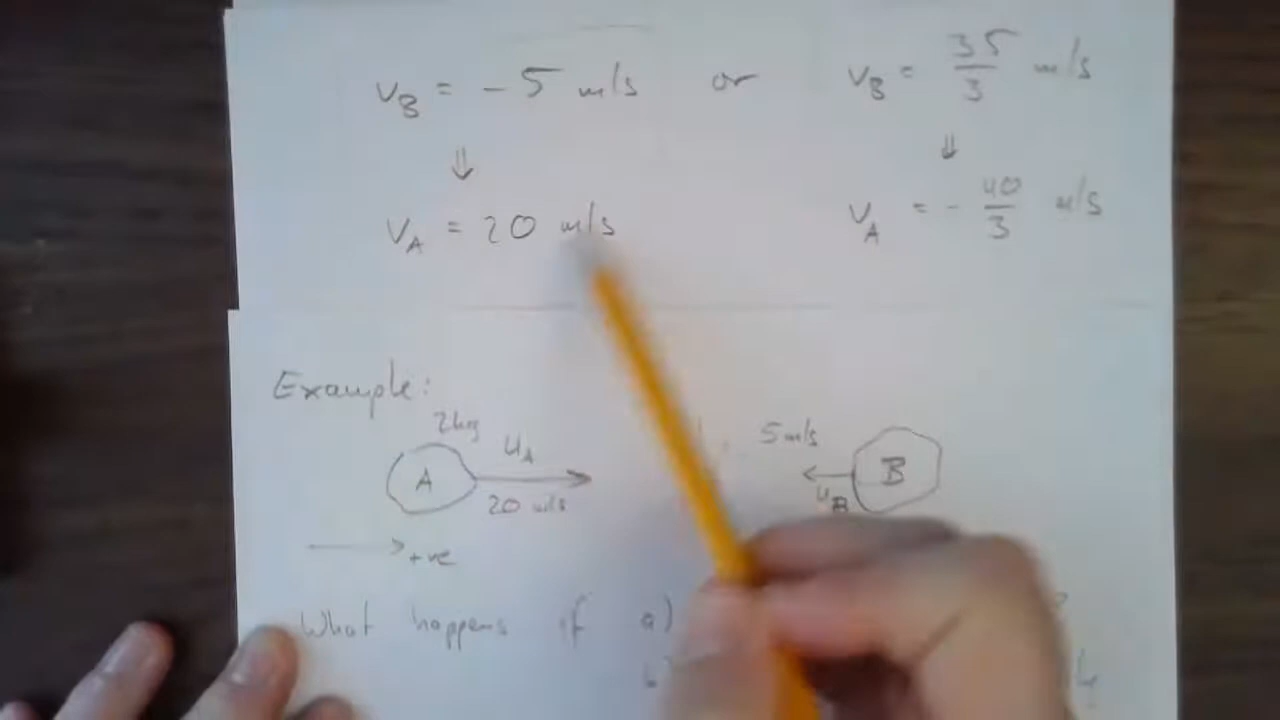 v_B = - 5 m/s or v_B = 35/3 m/s
⇓ ⇓
v_A = 20 m/s v_A = - 40/3 m/s
Example:
2kg
A u_A 20 m/s
5 m/s u_B B
+ve
What happens if a)